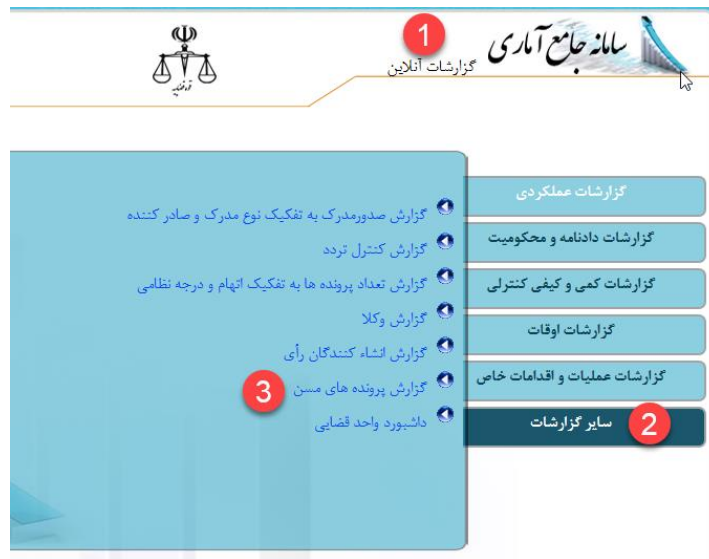 سامانه جامع آماری
1
گزارشات آنلاین
قوه قضاییه
گزارشات عملکردی
گزارشات دادنامه و محکومیت
گزارشات کمی و کیفی کنترلی
گزارشات اوقات
گزارشات عملیات و اقدامات خاص
سایر گزارشات 2
گزارش صدورمدرک به تفکیک نوع مدرک و صادر کننده
گزارش کنترل تردد
گزارش تعداد پرونده ها به تفکیک اتهام و درجه نظامی
گزارش وکلا
گزارش انشاء کنندگان رأی
گزارش پرونده های مسن 3
داشبورد واحد قضایی